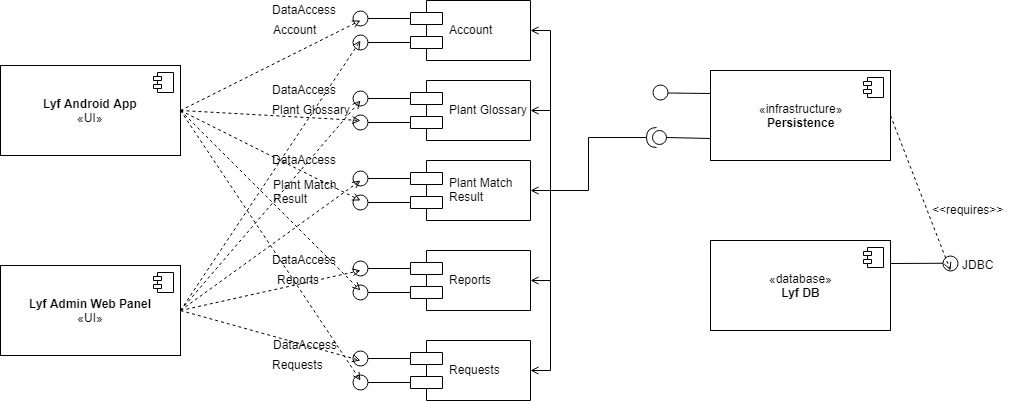 DataAccess
Account
Account
Lyf Android App
«UI»
DataAccess
Plant Glossary
Plant Glossary
«infrastructure»
Persistence
DataAccess
Plant Match
Result
Plant Match
Result
<<requires>>
DataAccess
Reports
Reports
JDBC
«database»
Lyf DB
Lyf Admin Web Panel
«UI»
DataAccess
Requests
Requests